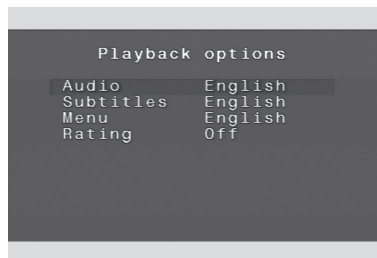 Playback options
Audio English
Subtitles English
Menu English
Rating Off